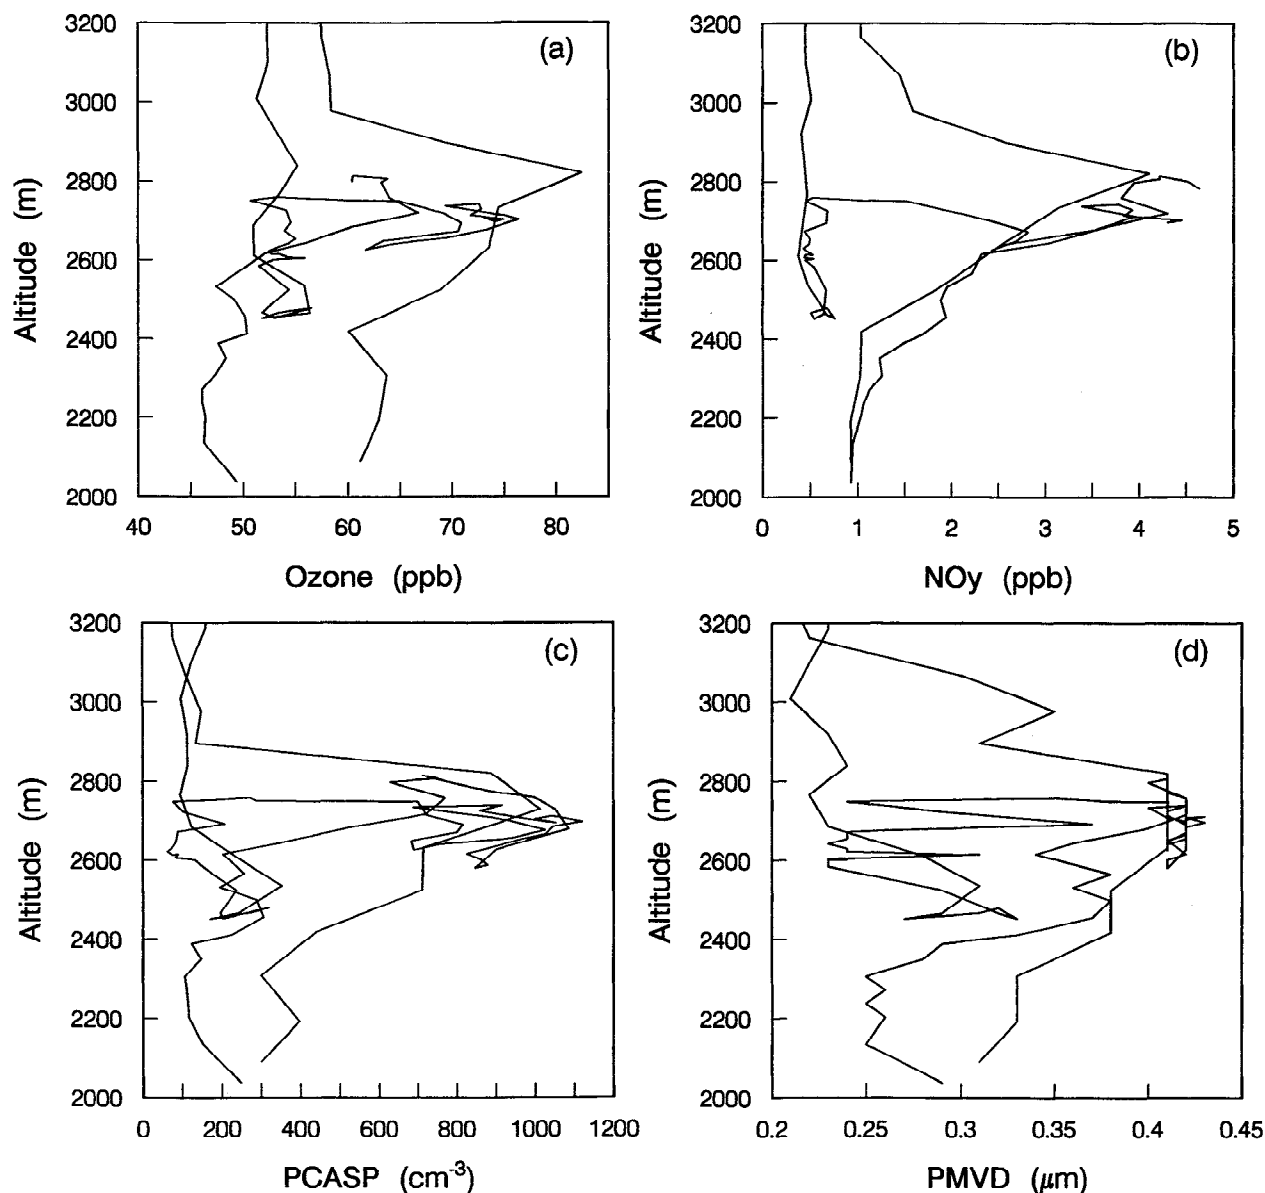 3200
3000
2800
2600
2400
2200
2000
Altitude (m)
(a)
40 50 60 70 80
Ozone (ppb)
3200
3000
2800
2600
2400
2200
2000
Altitude (m)
(b)
0 1 2 3 4 5
NOy (ppb)
3200
3000
2800
2600
2400
2200
2000
Altitude (m)
(c)
0 200 400 600 800 1000 1200
PCASP (cm⁻³)
3200
3000
2800
2600
2400
2200
2000
Altitude (m)
(d)
0.2 0.25 0.3 0.35 0.4 0.45
PMVD (μm)